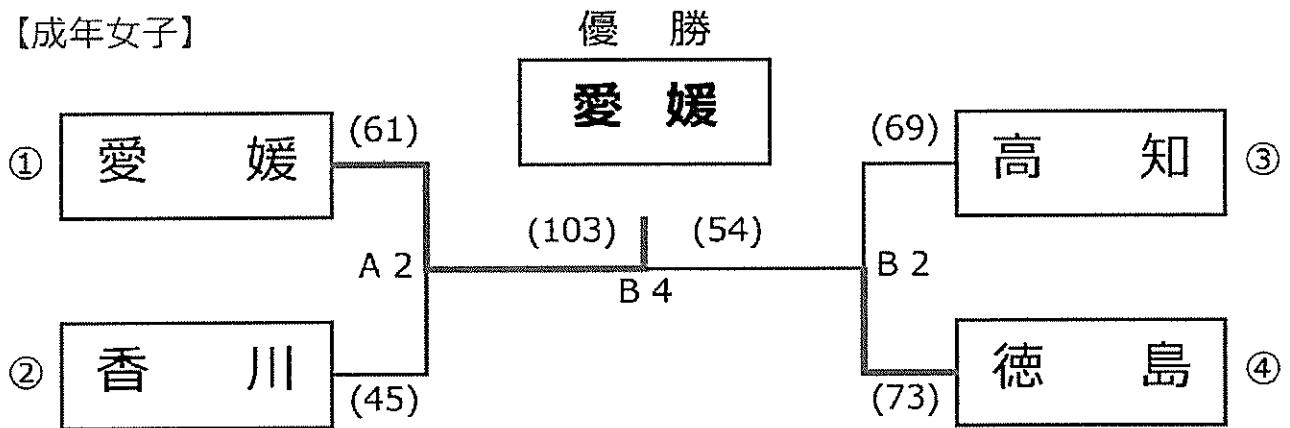 【成年女子】
優 勝
愛 媛
① 愛 媛 (61)
(69) 高 知 ③
(103) (54)
A 2
B 4
B 2
② 香 川 (45)
(73) 徳 島 ④